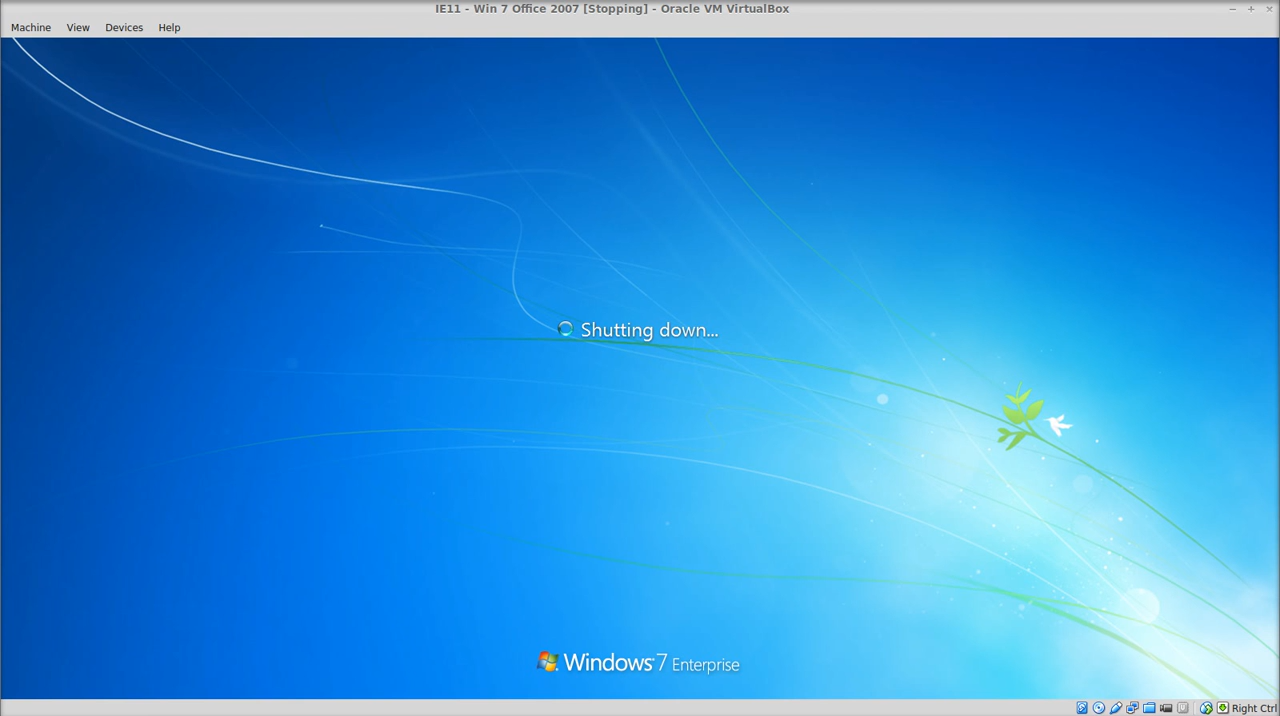 IE11 - Win 7 Office 2007 [Stopping] - Oracle VM VirtualBox
Machine View Devices Help
Shutting down...
Windows 7 Enterprise
Right Ctrl